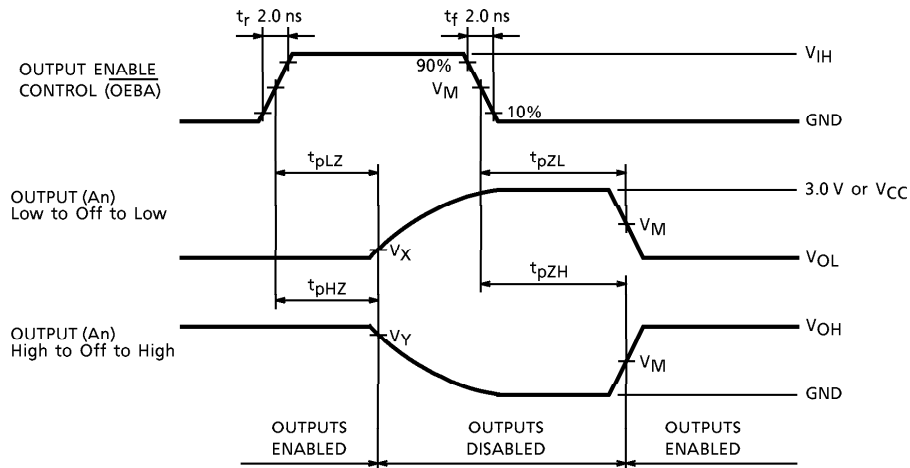 tr 2.0 ns
tf 2.0 ns
OUTPUT ENABLE
CONTROL (O̅E̅B̅A̅)
90%
VM
10%
VIH
GND
tpLZ
tpZL
OUTPUT (An)
Low to Off to Low
3.0 V or VCC
VX
VM
VOL
tpHZ
tpZH
OUTPUT (An)
High to Off to High
VOH
VY
VM
GND
OUTPUTS
ENABLED
OUTPUTS
DISABLED
OUTPUTS
ENABLED